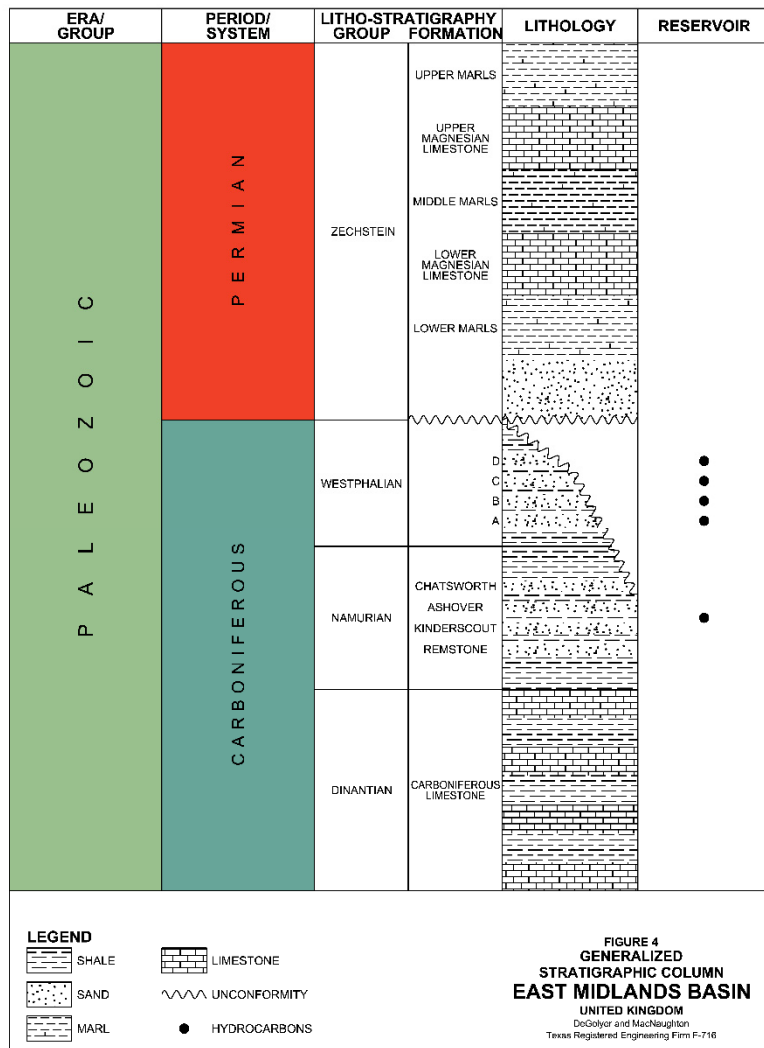 ERA/
GROUP
PERIOD/
SYSTEM
LITHO-STRATIGRAPHY
GROUP FORMATION
LITHOLOGY
RESERVOIR
PALEOZOIC
PERMIAN
CARBONIFEROUS
ZECHSTEIN
UPPER MARLS
UPPER
MAGNESIAN
LIMESTONE
MIDDLE MARLS
LOWER
MAGNESIAN
LIMESTONE
LOWER MARLS
WESTPHALIAN
D
C
B
A
NAMURIAN
CHATSWORTH
ASHOVER
KINDERSCOUT
REMSTONE
DINANTIAN
CARBONIFEROUS
LIMESTONE
LEGEND
SHALE
SAND
MARL
LIMESTONE
UNCONFORMITY
HYDROCARBONS
FIGURE 4
GENERALIZED
STRATIGRAPHIC COLUMN
EAST MIDLANDS BASIN
UNITED KINGDOM
DeGolyer and MacNaughton
Texas Registered Engineering Firm F-716